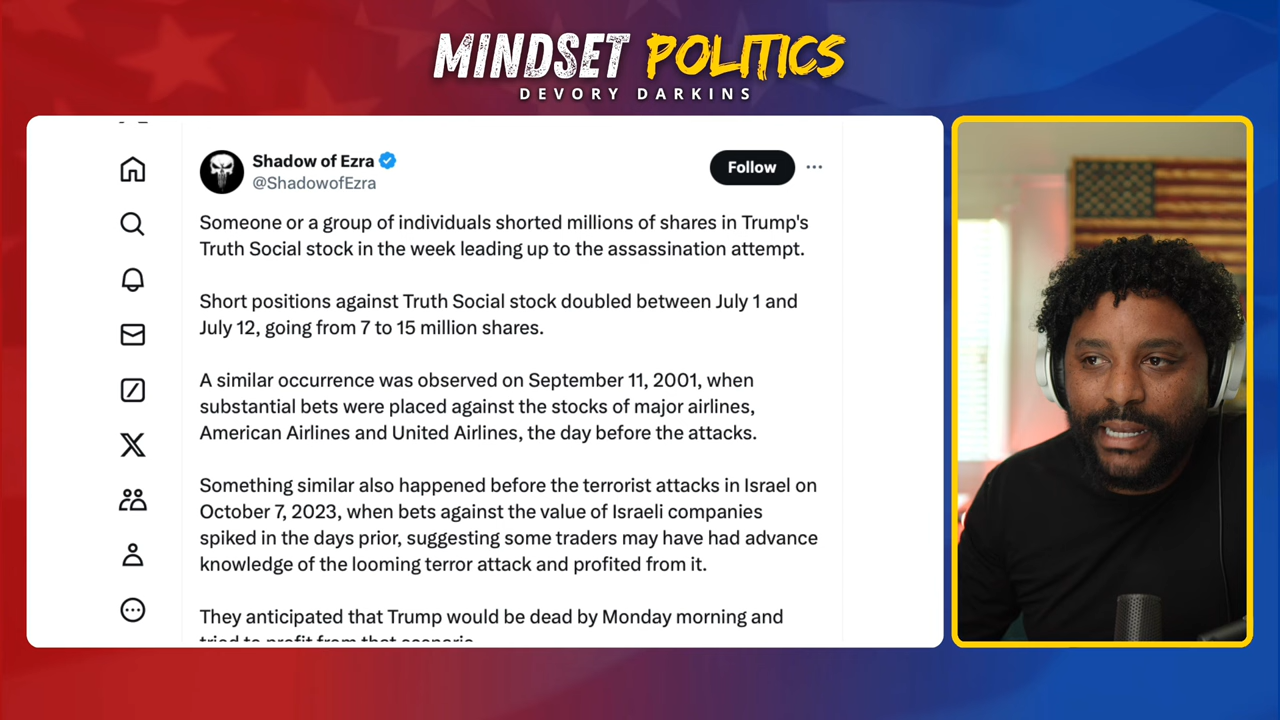 MINDSET POLITICS
DEVORY DARKINS
Shadow of Ezra
@ShadowofEzra
Follow
Someone or a group of individuals shorted millions of shares in Trump's
Truth Social stock in the week leading up to the assassination attempt.
Short positions against Truth Social stock doubled between July 1 and
July 12, going from 7 to 15 million shares.
A similar occurrence was observed on September 11, 2001, when
substantial bets were placed against the stocks of major airlines,
American Airlines and United Airlines, the day before the attacks.
Something similar also happened before the terrorist attacks in Israel on
October 7, 2023, when bets against the value of Israeli companies
spiked in the days prior, suggesting some traders may have had advance
knowledge of the looming terror attack and profited from it.
They anticipated that Trump would be dead by Monday morning and
tried to profit from that scenario.